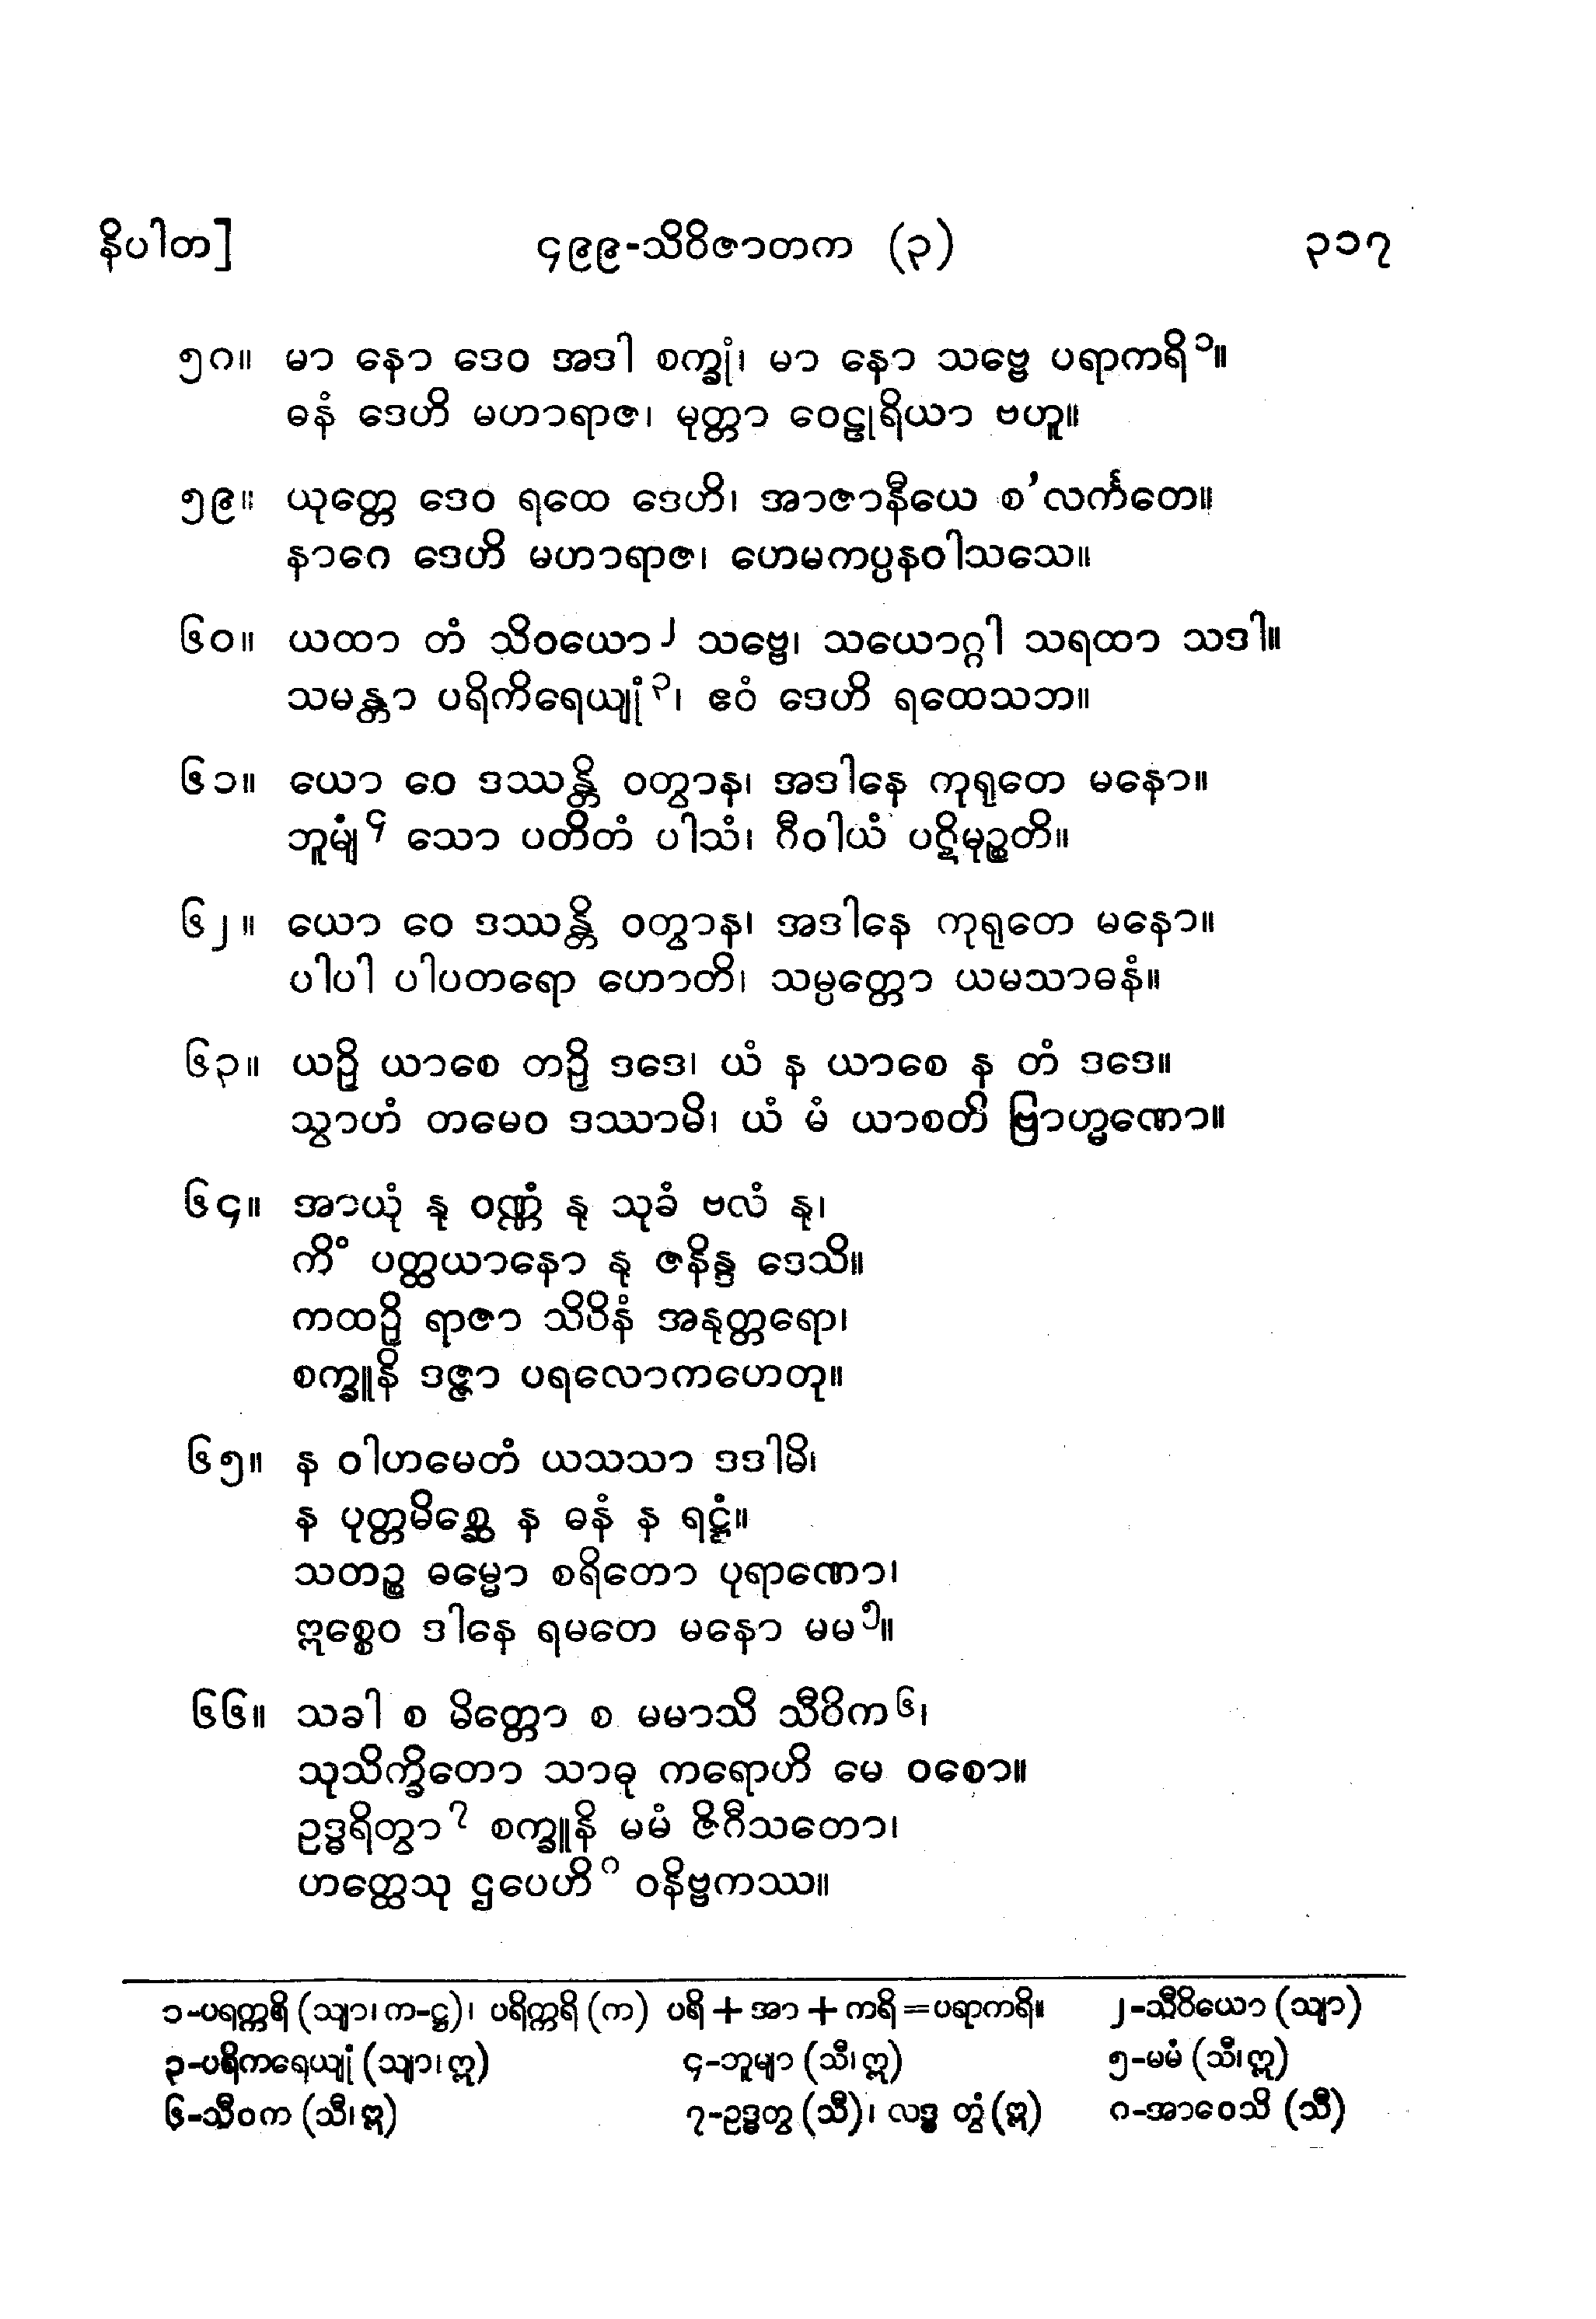 နိပါတ]	၄၉၉-သိဝိဇာတက (၃)	၃၁၇
၅၈။ မာ နော ဒေဝ အဒါ စက္ခုံ၊ မာ နော သဗ္ဗေ ပရာကရိ၁။
ဓနံ ဒေဟိ မဟာရာဇ၊ မုတ္တာ ဝေဠုရိယာ ဗဟူ။
၅၉။ ယုတ္တေ ဒေဝ ရထေ ဒေဟိ၊ အာဇာနီယေ စ’လင်္ကတေ။
နာဂေ ဒေဟိ မဟာရာဇ၊ ဟေမကပ္ပနဝါသသေ။
၆၀။ ယထာ တံ သိဝယော၂ သဗ္ဗေ၊ သယောဂ္ဂါ သရထာ သဒါ။
သမန္တာ ပရိကိရေယျုံ၃၊ ဧဝံ ဒေဟိ ရထေသဘ။
၆၁။ ယော ဝေ ဒဿန္တိ ဝတွာန၊ အဒါနေ ကုရုတေ မနော။
ဘူမျံ၄ သော ပတိတံ ပါသံ၊ ဂီဝါယံ ပဋိမုဉ္စတိ။
၆၂။ ယော ဝေ ဒဿန္တိ ဝတွာန၊ အဒါနေ ကုရုတေ မနော။
ပါပါ ပါပတရော ဟောတိ၊ သမ္ပတ္တော ယမသာဓနံ။
၆၃။ ယဉှိ ယာစေ တဉှိ ဒဒေ၊ ယံ န ယာစေ န တံ ဒဒေ။
သွာဟံ တမေဝ ဒဿာမိ၊ ယံ မံ ယာစတိ ဗြာဟ္မဏော။
၆၄။ အာယုံ နု ဝဏ္ဏံ နု သုခံ ဗလံ နု၊
ကိံ ပတ္ထယာနော နု ဇနိန္ဒ ဒေသိ။
ကထဉှိ ရာဇာ သိဝိနံ အနုတ္တရော၊
စက္ခူနိ ဒဇ္ဇာ ပရလောကဟေတု။
၆၅။ န ဝါဟမေတံ ယသသာ ဒဒါမိ၊
န ပုတ္တမိစ္ဆေ န ဓနံ န ရဋ္ဌံ။
သတဉ္စ ဓမ္မော စရိတော ပုရာဏော၊
ဣစ္စေဝ ဒါနေ ရမတေ မနော မမ၅။
၆၆။ သခါ စ မိတ္တော စ မမာသိ သီဝိက၆၊
သုသိက္ခိတော သာဓု ကရောဟိ မေ ဝစော။
ဥဒ္ဓရိတွာ၇ စက္ခူနိ မမံ ဇိဂီသတော၊
ဟတ္ထေသု ဌပေဟိ၈ ဝနိဗ္ဗကဿ။
၁-ပရက္ကရိ (သျာ၊ က-ဋ္ဌ)၊ ပရိက္ကရိ (က) ပရိ + အာ + ကရိ = ပရာကရိ။	၂-သီဝိယော (သျာ)
၃-ပရိကရေယျုံ (သျာ၊ ဣ)	၄-ဘူမျာ (သီ၊ ဣ)	၅-မမံ (သီ၊ ဣ)
၆-သီဝက (သီ၊ ဣ)	၇-ဥဒ္ဓတွ (သီ)၊ လဒ္ဓ တွံ (ဣ)	၈-အာဝေသိ (သီ)